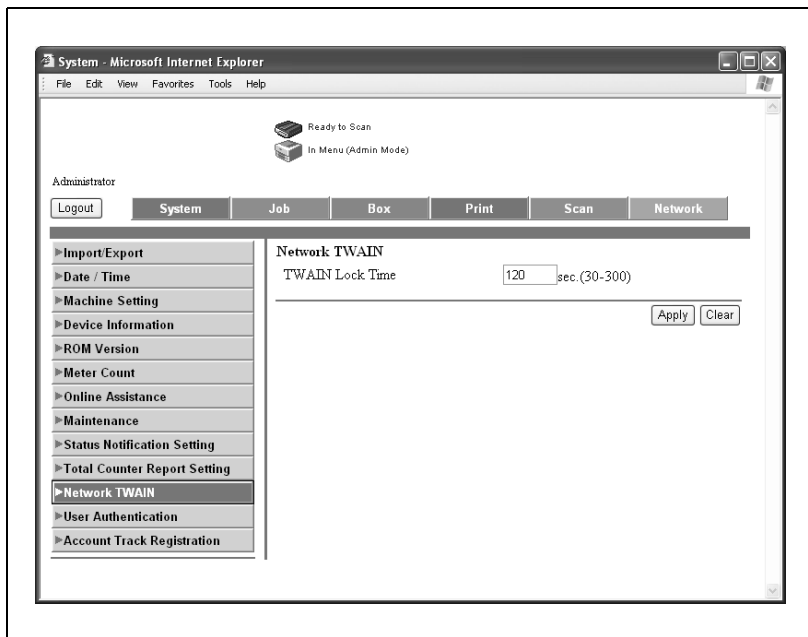 System - Microsoft Internet Explorer
File Edit View Favorites Tools Help
Ready to Scan
In Menu (Admin Mode)
Administrator
Logout System Job Box Print Scan Network
Import/Export
Date / Time
Machine Setting
Device Information
ROM Version
Meter Count
Online Assistance
Maintenance
Status Notification Setting
Total Counter Report Setting
Network TWAIN
User Authentication
Account Track Registration
Network TWAIN
TWAIN Lock Time 120 sec.(30-300)
Apply Clear